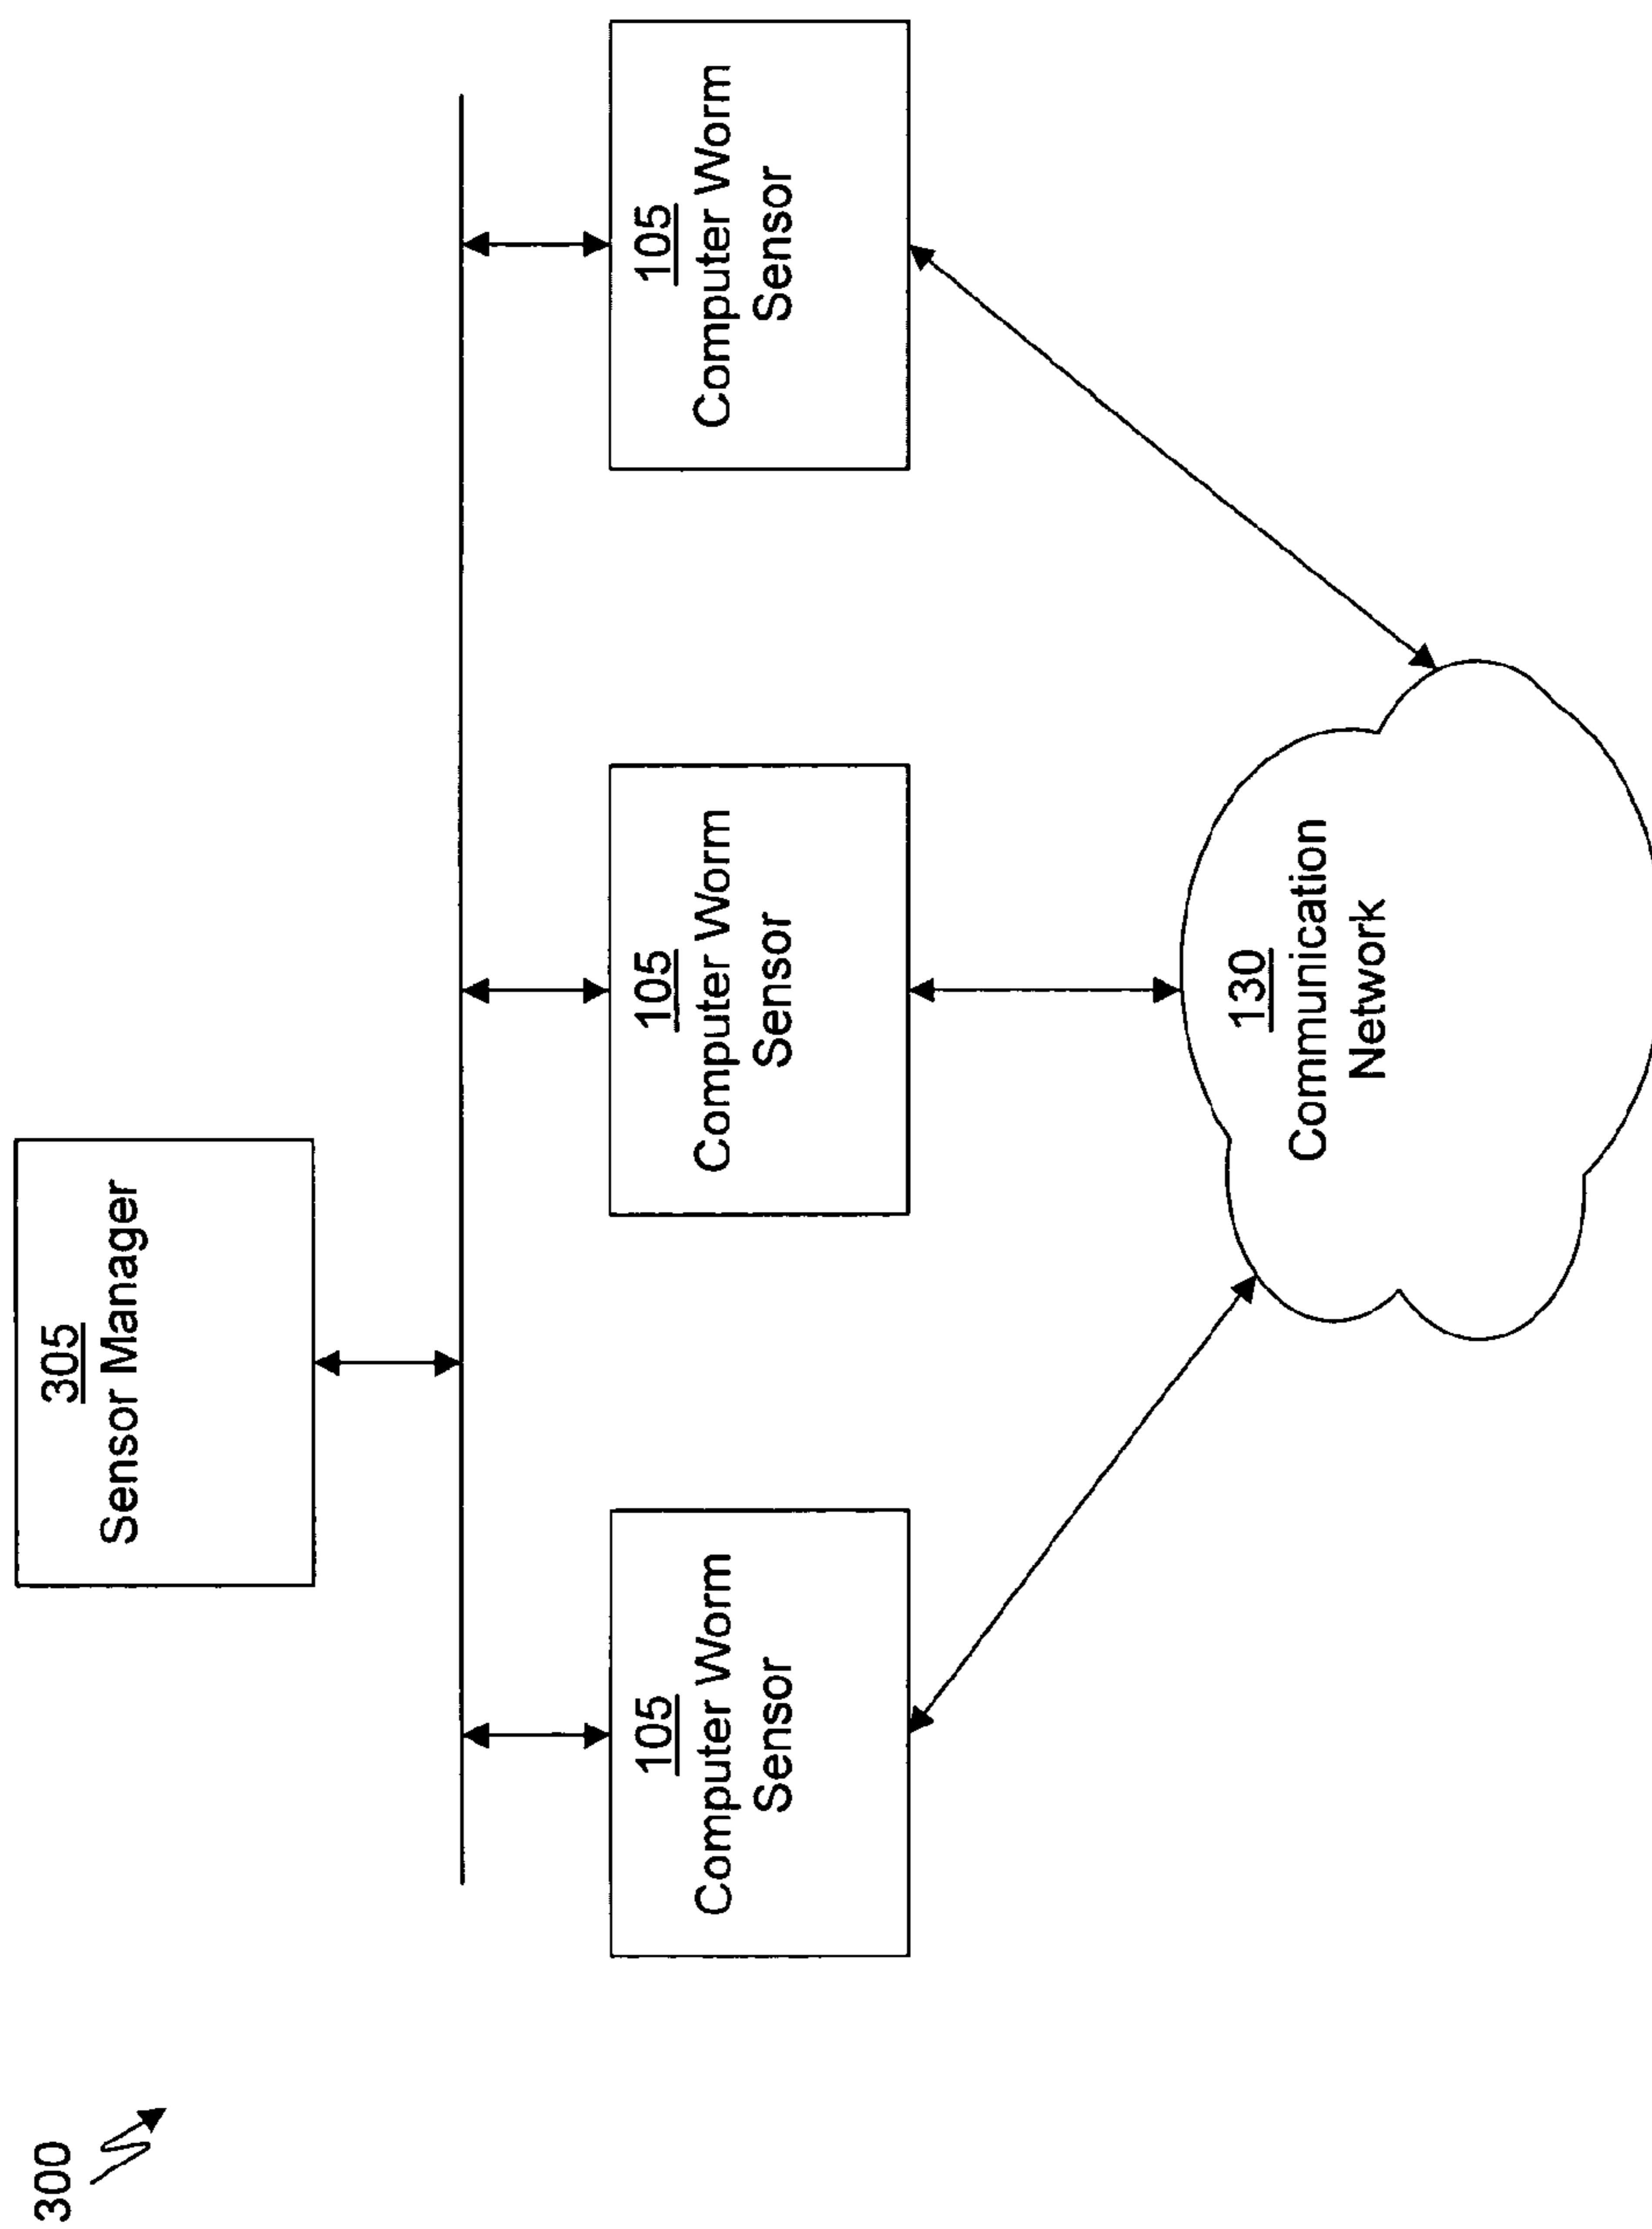 300
305
Sensor Manager
105
Computer Worm
Sensor
105
Computer Worm
Sensor
105
Computer Worm
Sensor
130
Communication
Network